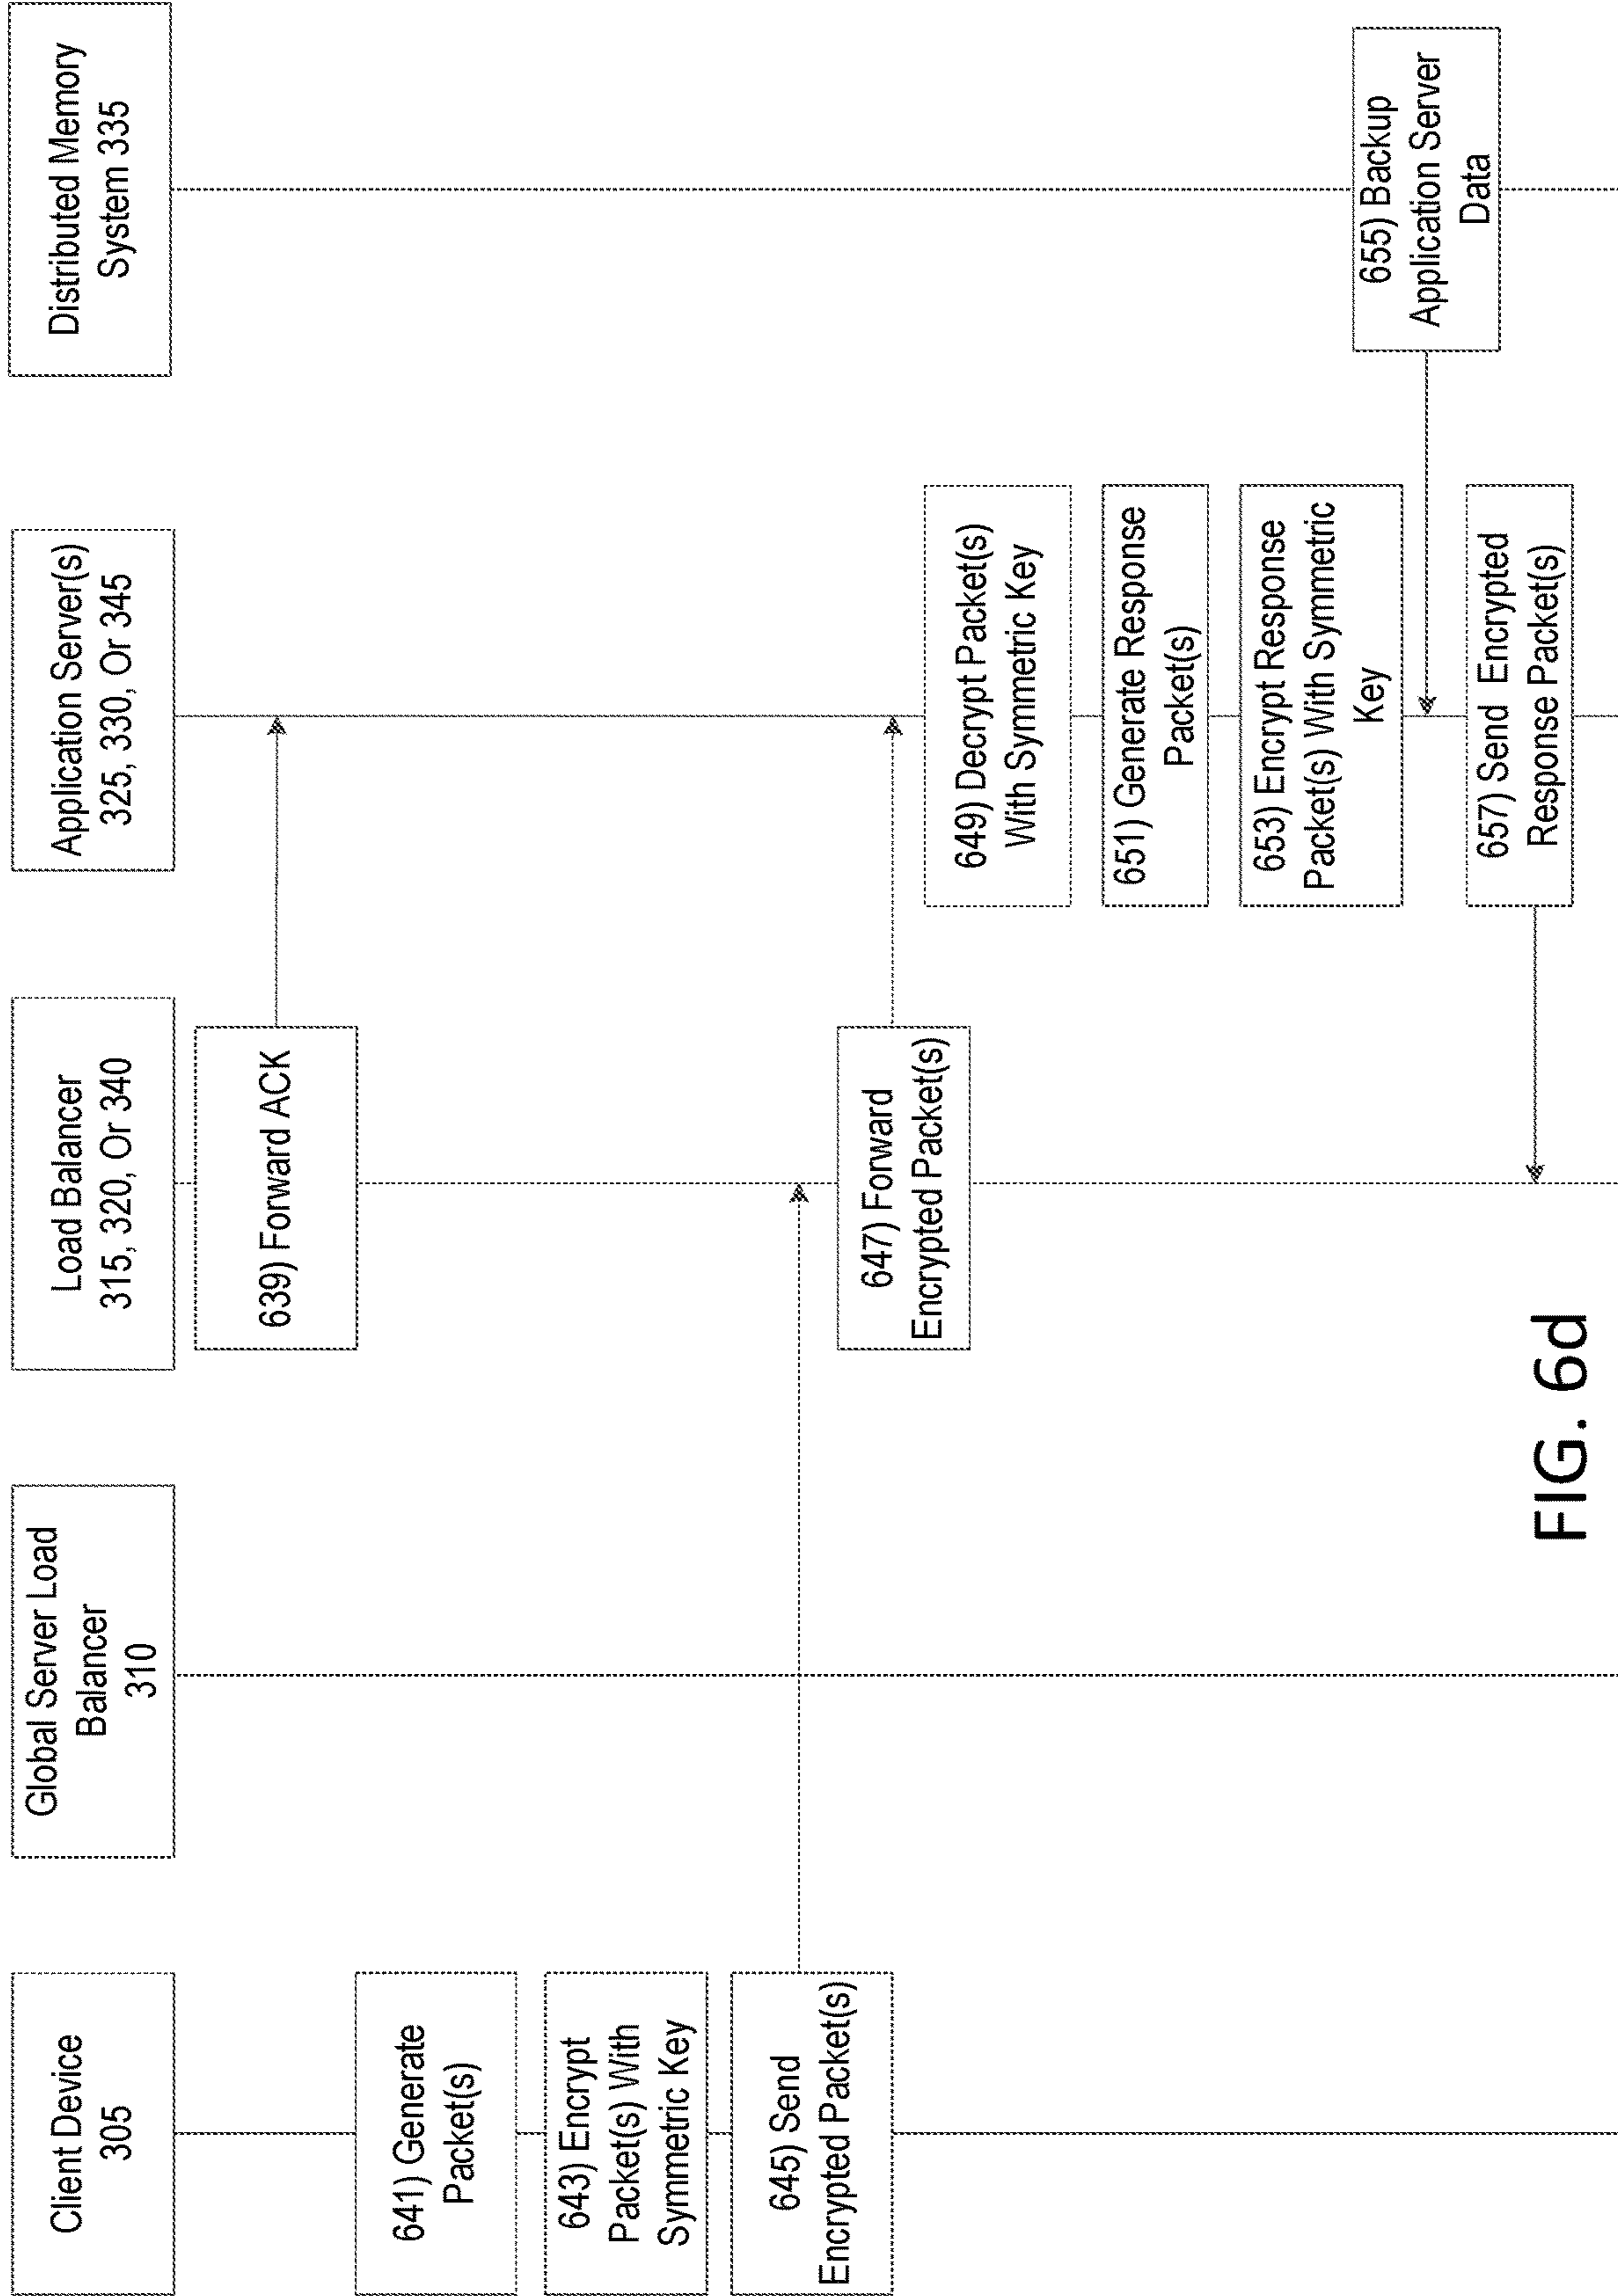 Client Device
305
Global Server Load
Balancer
310
Load Balancer
315, 320, Or 340
Application Server(s)
325, 330, Or 345
Distributed Memory
System 335
639) Forward ACK
641) Generate
Packet(s)
643) Encrypt
Packet(s) With
Symmetric Key
645) Send
Encrypted Packet(s)
647) Forward
Encrypted Packet(s)
649) Decrypt Packet(s)
With Symmetric Key
651) Generate Response
Packet(s)
653) Encrypt Response
Packet(s) With Symmetric
Key
655) Backup
Application Server
Data
657) Send Encrypted
Response Packet(s)
FIG. 6d